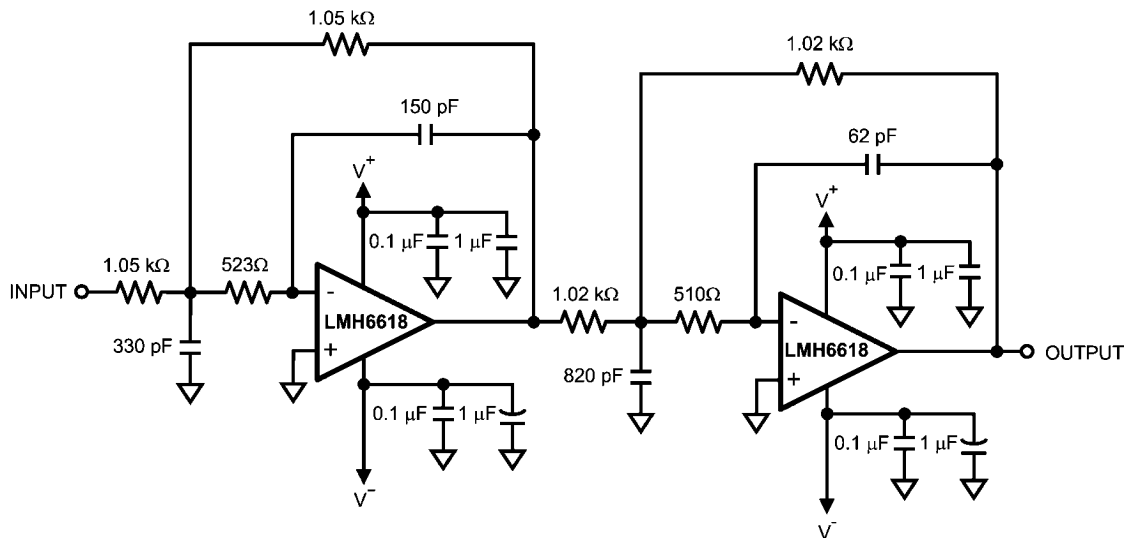 1.05 kΩ
1.02 kΩ
150 pF
62 pF
V+
V+
0.1 μF
1 μF
0.1 μF
1 μF
1.05 kΩ
523Ω
1.02 kΩ
510Ω
INPUT
-
LMH6618
+
330 pF
-
LMH6618
+
820 pF
OUTPUT
0.1 μF
1 μF
0.1 μF
1 μF
V-
V-